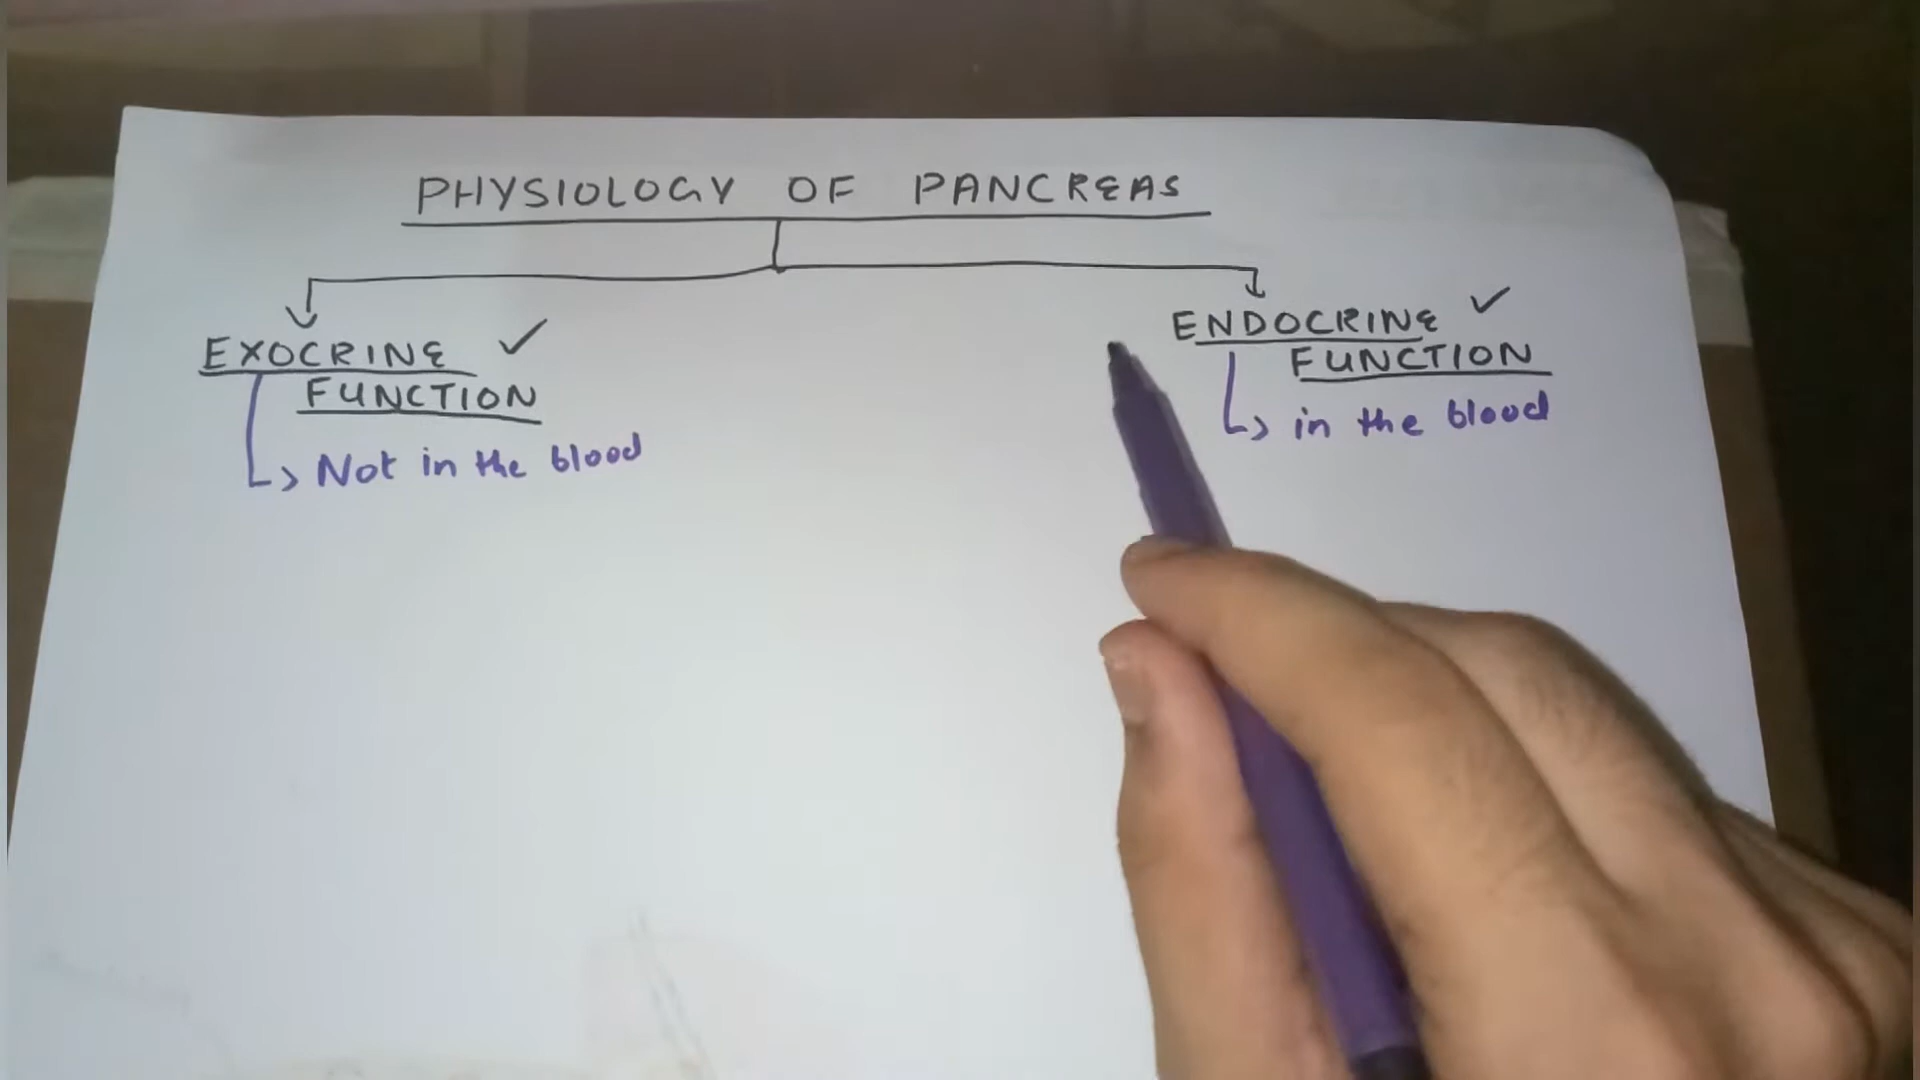 PHYSIOLOGY OF PANCREAS
EXOCRINE ✓
FUNCTION
Not in the blood
ENDOCRINE ✓
FUNCTION
in the blood